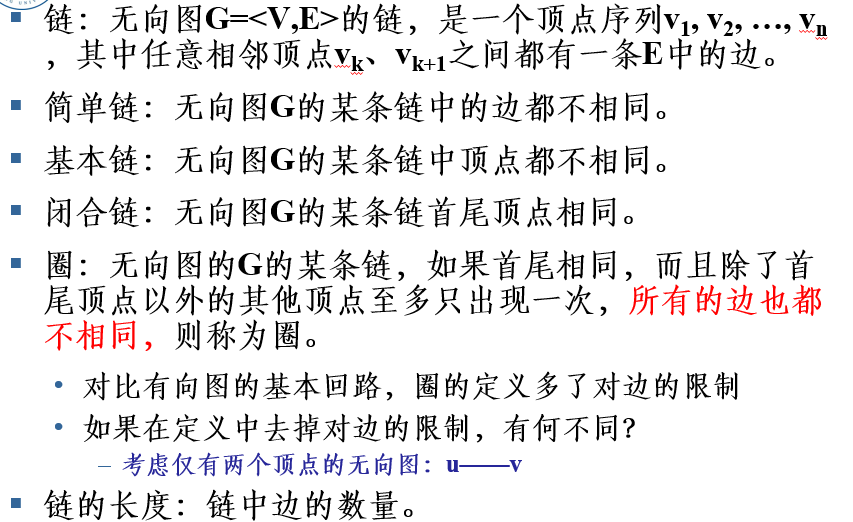 链：无向图G=<V,E>的链，是一个顶点序列v1, v2, …, vn
，其中任意相邻顶点vk、vk+1之间都有一条E中的边。
简单链：无向图G的某条链中的边都不相同。
基本链：无向图G的某条链中顶点都不相同。
闭合链：无向图G的某条链首尾顶点相同。
圈：无向图的G的某条链，如果首尾相同，而且除了首
尾顶点以外的其他顶点至多只出现一次，所有的边也都
不相同，则称为圈。
• 对比有向图的基本回路，圈的定义多了对边的限制
• 如果在定义中去掉对边的限制，有何不同？
– 考虑仅有两个顶点的无向图：u——v
链的长度：链中边的数量。